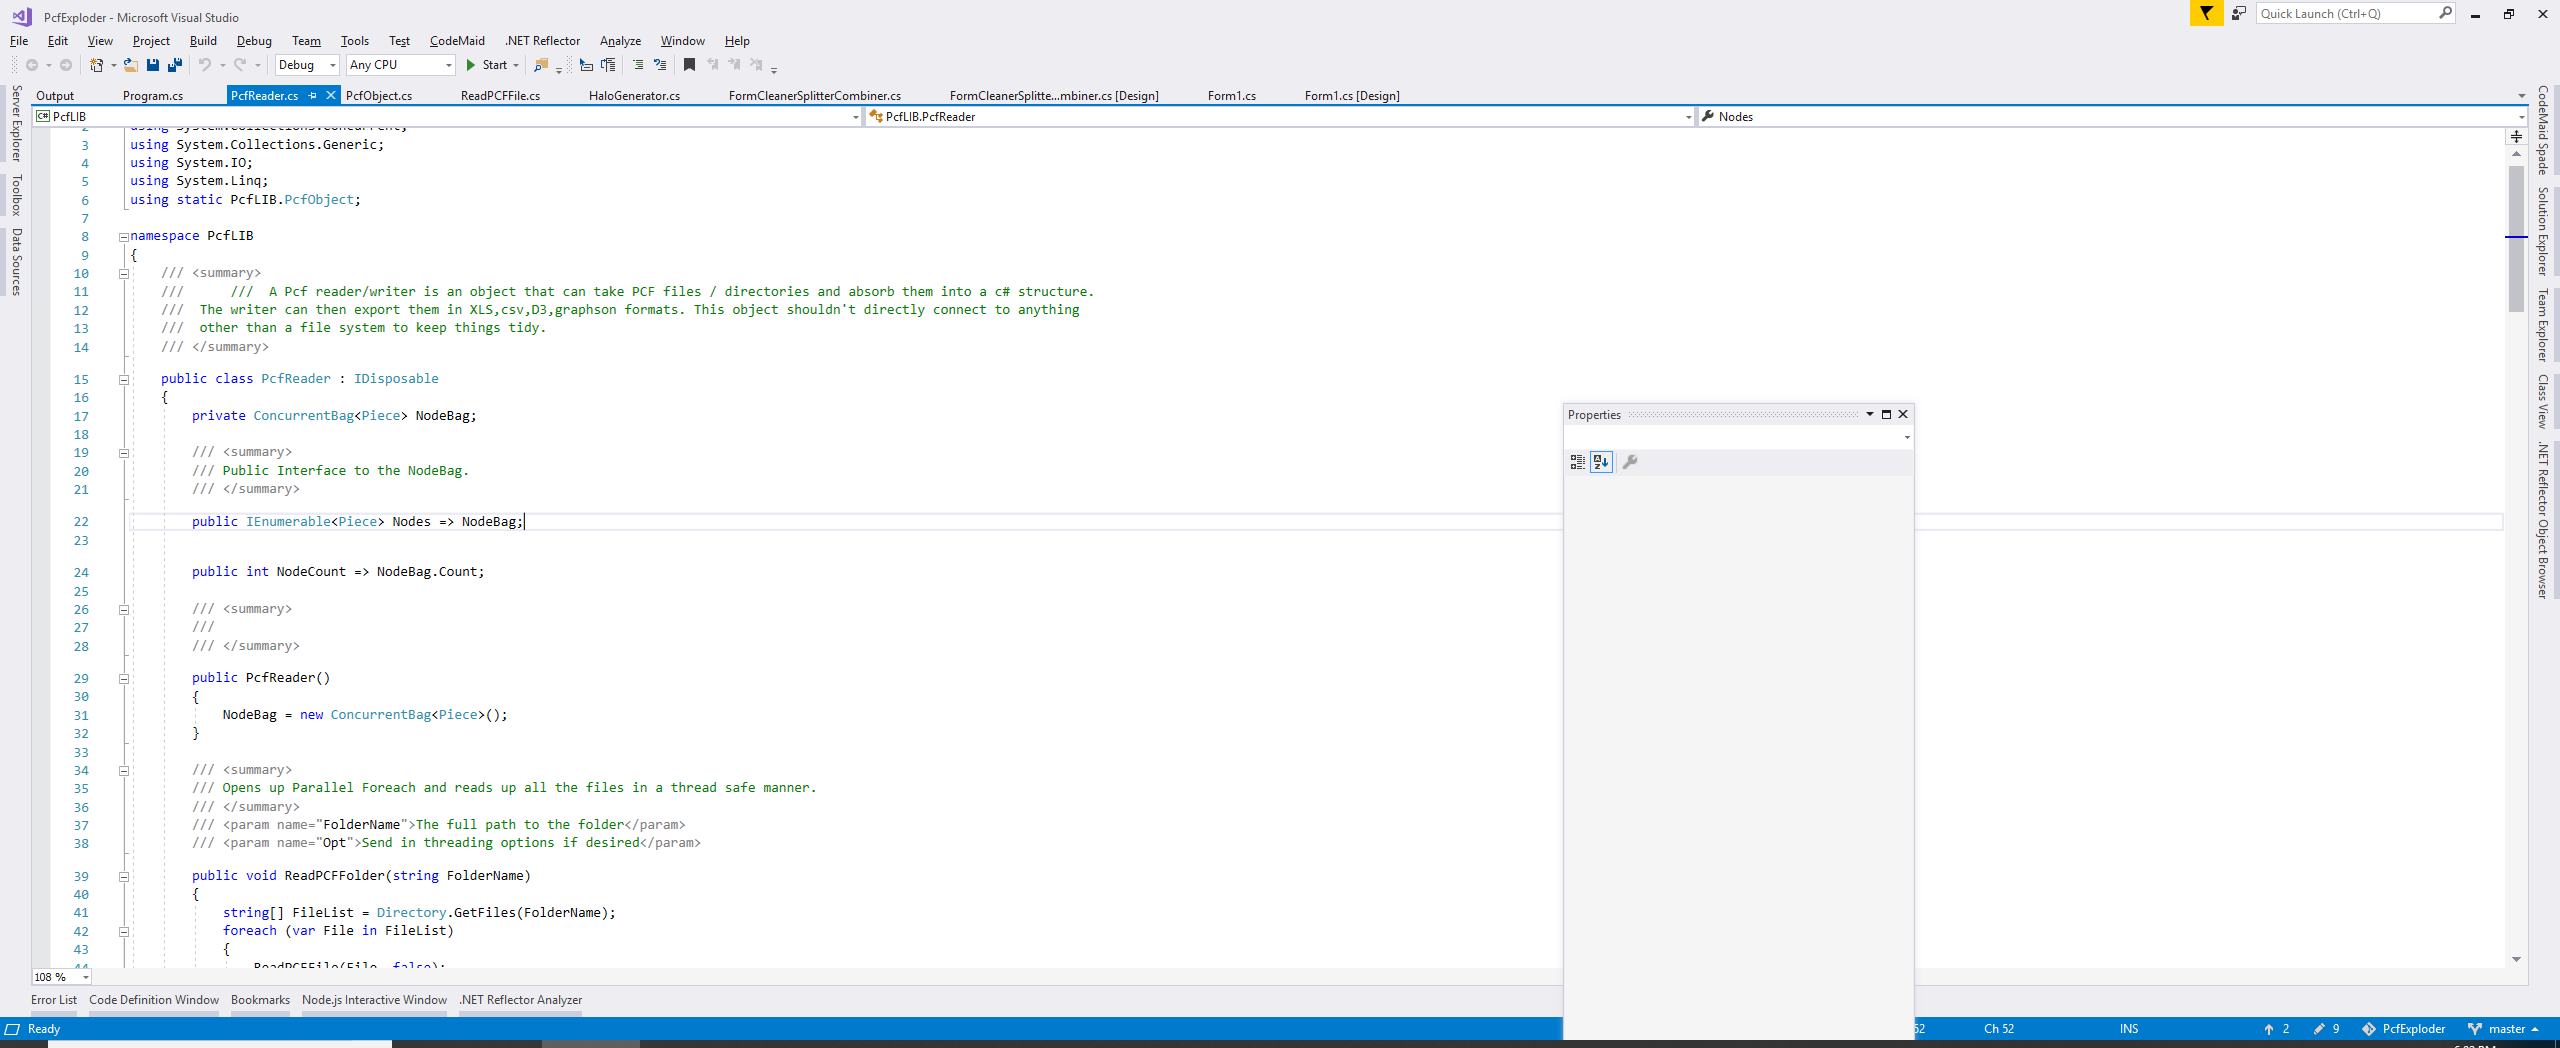 PcfExploder - Microsoft Visual Studio
Quick Launch (Ctrl+Q)
File Edit View Project Build Debug Team Tools Test CodeMaid .NET Reflector Analyze Window Help
Debug Any CPU Start
Output Program.cs PcfReader.cs PcfObject.cs ReadPCFFile.cs HaloGenerator.cs FormCleanerSplitterCombiner.cs FormCleanerSplitte...mbiner.cs [Design] Form1.cs Form1.cs [Design]
C# PcfLIB PcfLIB.PcfReader Nodes
Server Explorer
Toolbox
Data Sources
2 using System.Collections.Concurrent;
3 using System.Collections.Generic;
4 using System.IO;
5 using System.Linq;
6 using static PcfLIB.PcfObject;
7
8 namespace PcfLIB
9 {
10 /// <summary>
11 ///      ///  A Pcf reader/writer is an object that can take PCF files / directories and absorb them into a c# structure.
12 ///  The writer can then export them in XLS,csv,D3,graphson formats. This object shouldn't directly connect to anything
13 ///  other than a file system to keep things tidy.
14 /// </summary>
15 public class PcfReader : IDisposable
16 {
17 private ConcurrentBag<Piece> NodeBag;
18
19 /// <summary>
20 /// Public Interface to the NodeBag.
21 /// </summary>
22 public IEnumerable<Piece> Nodes => NodeBag;
23
24 public int NodeCount => NodeBag.Count;
25
26 /// <summary>
27 ///
28 /// </summary>
29 public PcfReader()
30 {
31 NodeBag = new ConcurrentBag<Piece>();
32 }
33
34 /// <summary>
35 /// Opens up Parallel Foreach and reads up all the files in a thread safe manner.
36 /// </summary>
37 /// <param name="FolderName">The full path to the folder</param>
38 /// <param name="Opt">Send in threading options if desired</param>
39 public void ReadPCFFolder(string FolderName)
40 {
41 string[] FileList = Directory.GetFiles(FolderName);
42 foreach (var File in FileList)
43 {
44 ReadPCFFile(File, false);
Properties
CodeMaid Spade
Solution Explorer
Team Explorer
Class View
.NET Reflector Object Browser
108 %
Error List Code Definition Window Bookmarks Node.js Interactive Window .NET Reflector Analyzer
Ready 52 Ch 52 INS 2 9 PcfExploder master